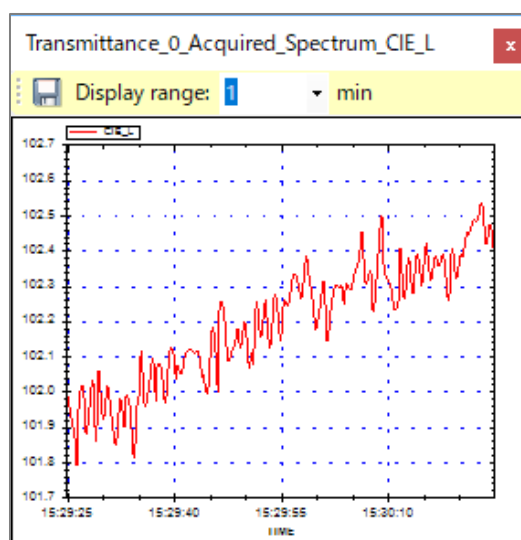 Transmittance_0_Acquired_Spectrum_CIE_L x
Display range: 1 min
CIE_L
102.7
102.6
102.5
102.4
102.3
102.2
102.1
102.0
101.9
101.8
101.7
15:29:25 15:29:40 15:29:55 15:30:10
TIME